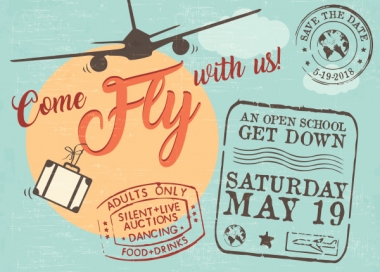 Come Fly with us!
SAVE THE DATE
5-19-2018
AN OPEN SCHOOL
GET DOWN
SATURDAY
MAY 19
ADULTS ONLY
SILENT+LIVE
AUCTIONS
DANCING
FOOD+DRINKS